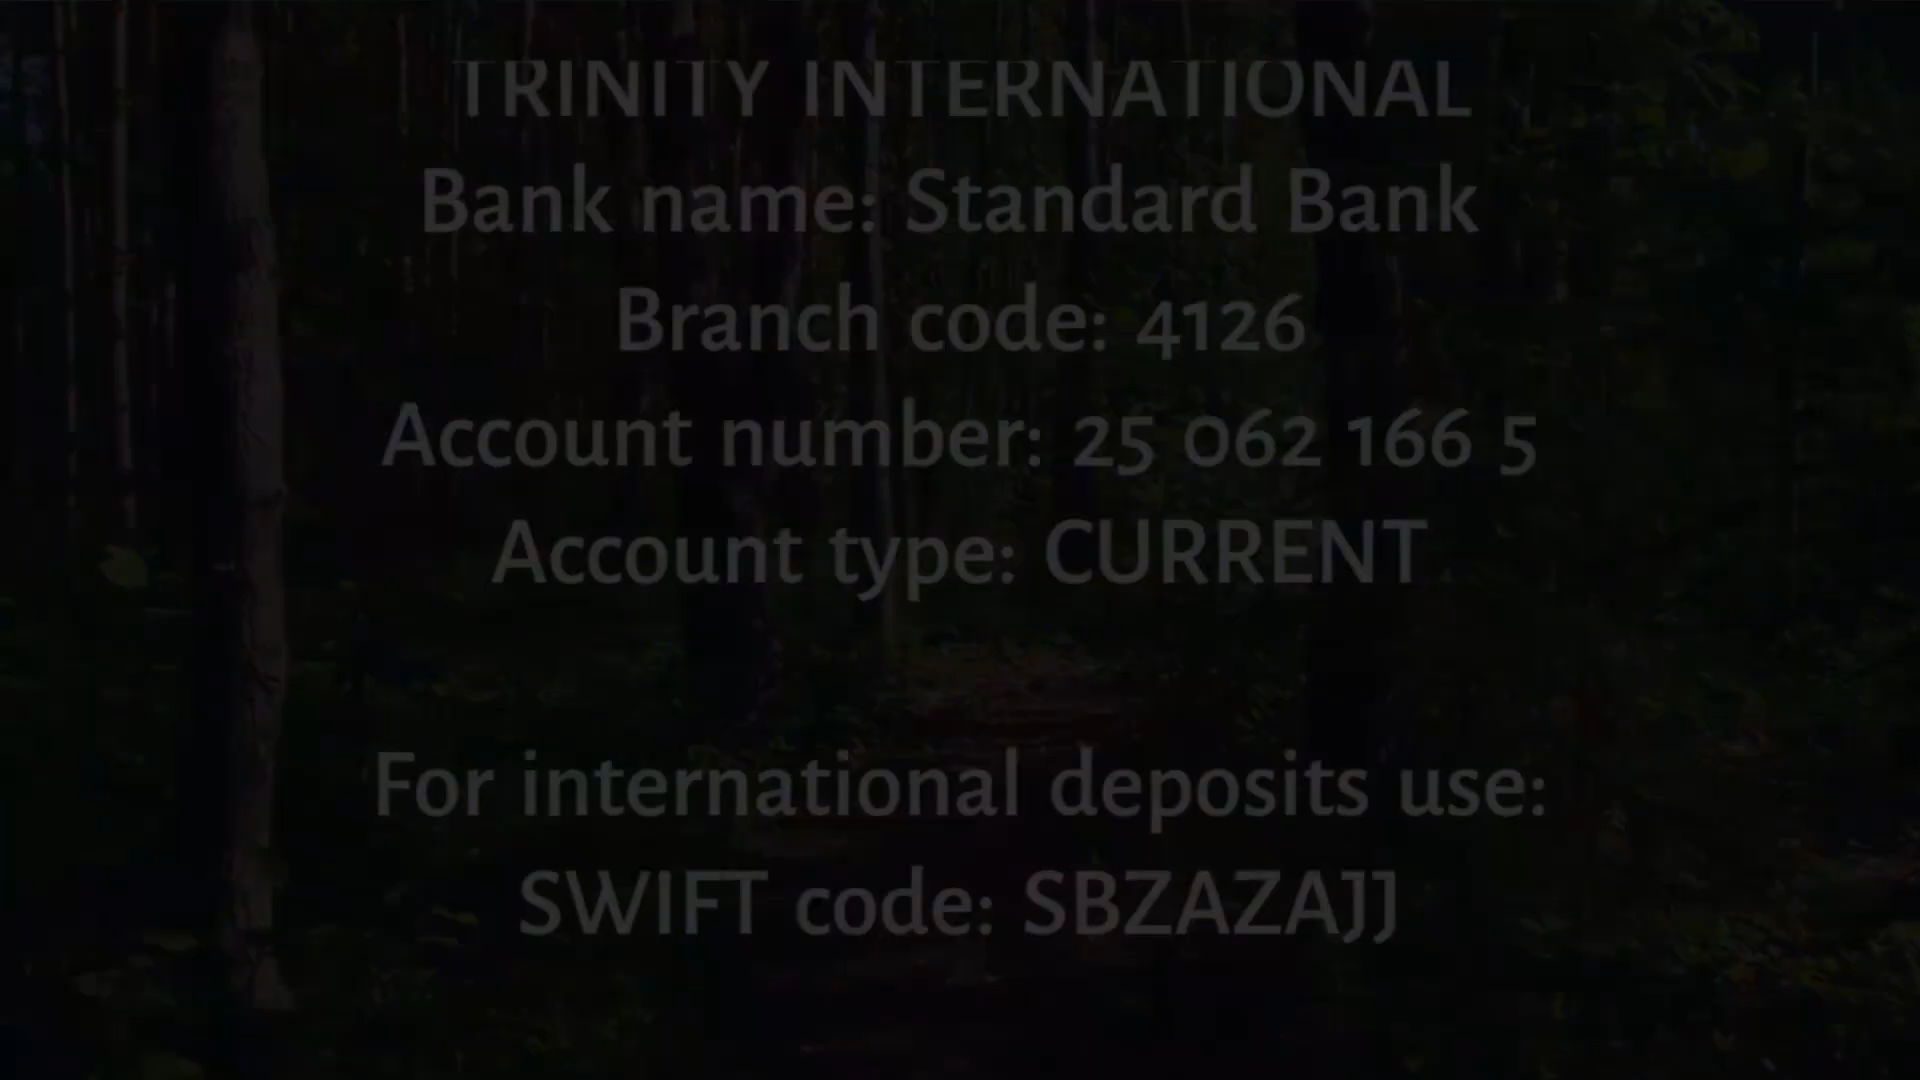 TRINITY INTERNATIONAL
Bank name: Standard Bank
Branch code: 4126
Account number: 25 062 166 5
Account type: CURRENT
For international deposits use:
SWIFT code: SBZAZAJJ